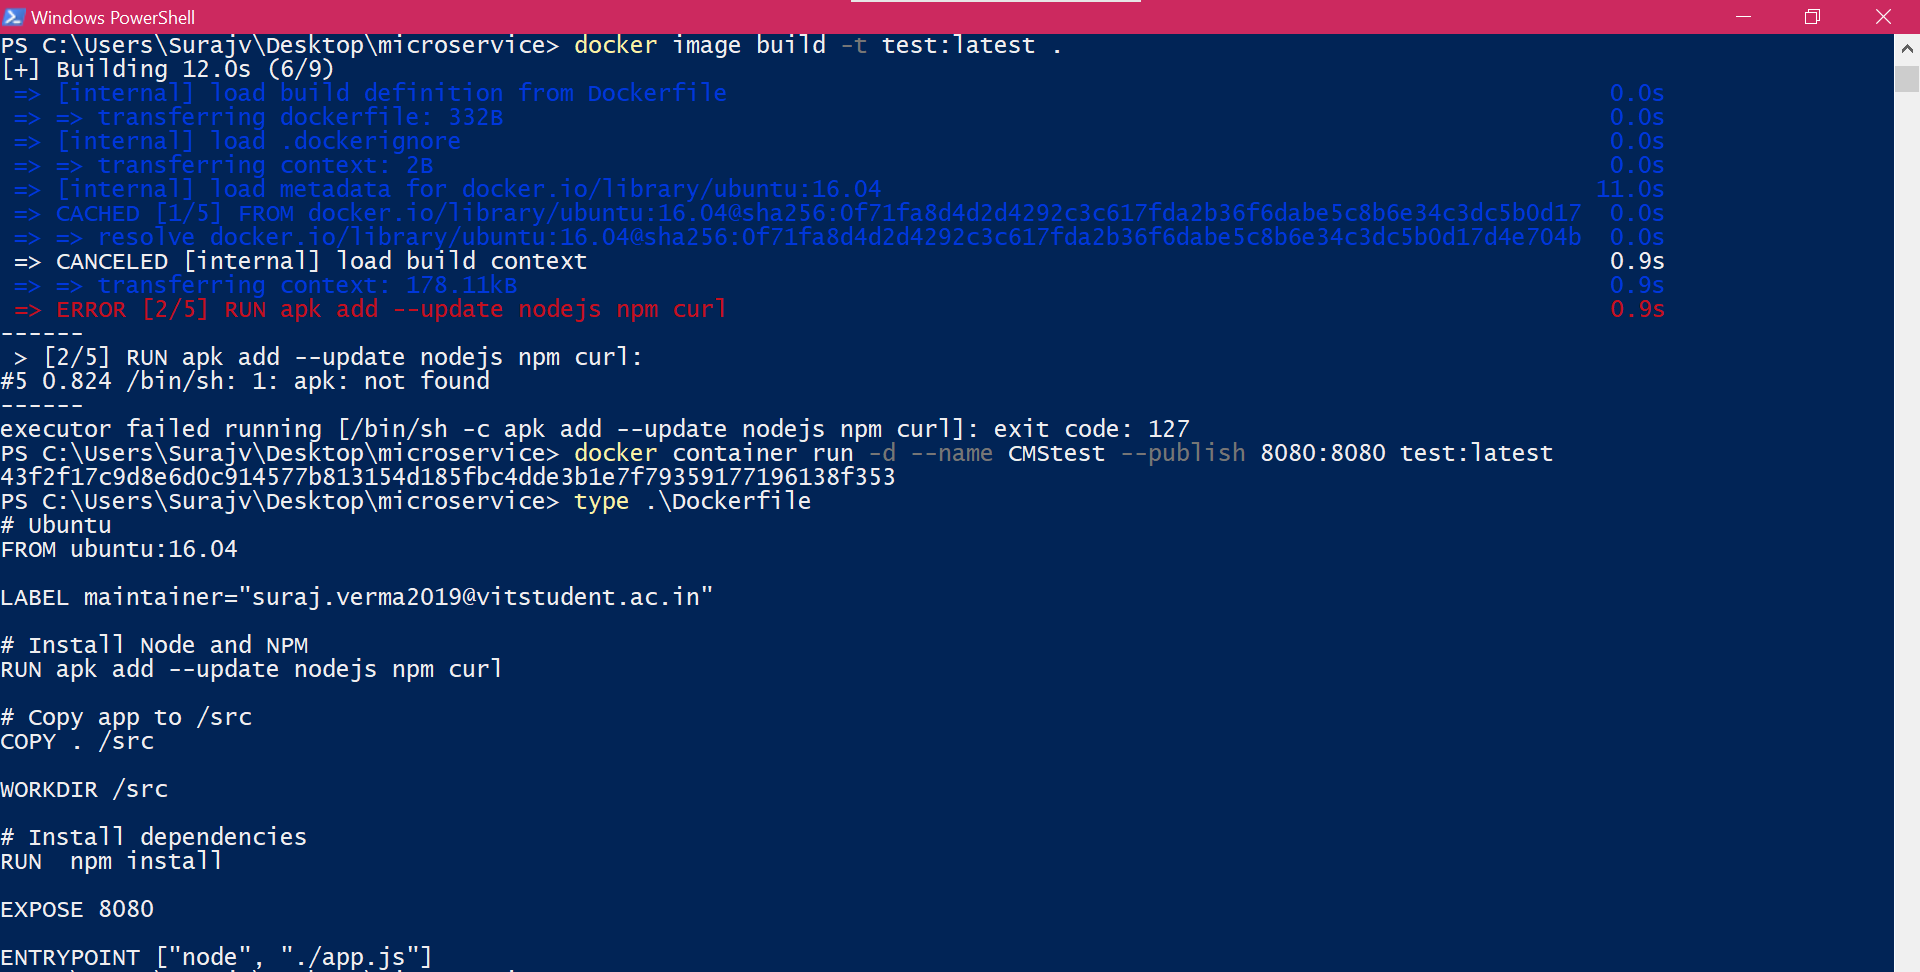 Windows PowerShell
PS C:\Users\Surajv\Desktop\microservice> docker image build -t test:latest .
[+] Building 12.0s (6/9)
=> [internal] load build definition from Dockerfile 0.0s
=> => transferring dockerfile: 332B 0.0s
=> [internal] load .dockerignore 0.0s
=> => transferring context: 2B 0.0s
=> [internal] load metadata for docker.io/library/ubuntu:16.04 11.0s
=> CACHED [1/5] FROM docker.io/library/ubuntu:16.04@sha256:0f71fa8d4d2d4292c3c617fda2b36f6dabe5c8b6e34c3dc5b0d17 0.0s
=> => resolve docker.io/library/ubuntu:16.04@sha256:0f71fa8d4d2d4292c3c617fda2b36f6dabe5c8b6e34c3dc5b0d17d4e704b 0.0s
=> CANCELED [internal] load build context 0.9s
=> => transferring context: 178.11kB 0.9s
=> ERROR [2/5] RUN apk add --update nodejs npm curl 0.9s
------
> [2/5] RUN apk add --update nodejs npm curl:
#5 0.824 /bin/sh: 1: apk: not found
------
executor failed running [/bin/sh -c apk add --update nodejs npm curl]: exit code: 127
PS C:\Users\Surajv\Desktop\microservice> docker container run -d --name CMStest --publish 8080:8080 test:latest
43f2f17c9d8e6d0c914577b813154d185fbc4dde3b1e7f79359177196138f353
PS C:\Users\Surajv\Desktop\microservice> type .\Dockerfile
# Ubuntu
FROM ubuntu:16.04
LABEL maintainer="suraj.verma2019@vitstudent.ac.in"
# Install Node and NPM
RUN apk add --update nodejs npm curl
# Copy app to /src
COPY . /src
WORKDIR /src
# Install dependencies
RUN  npm install
EXPOSE 8080
ENTRYPOINT ["node", "./app.js"]